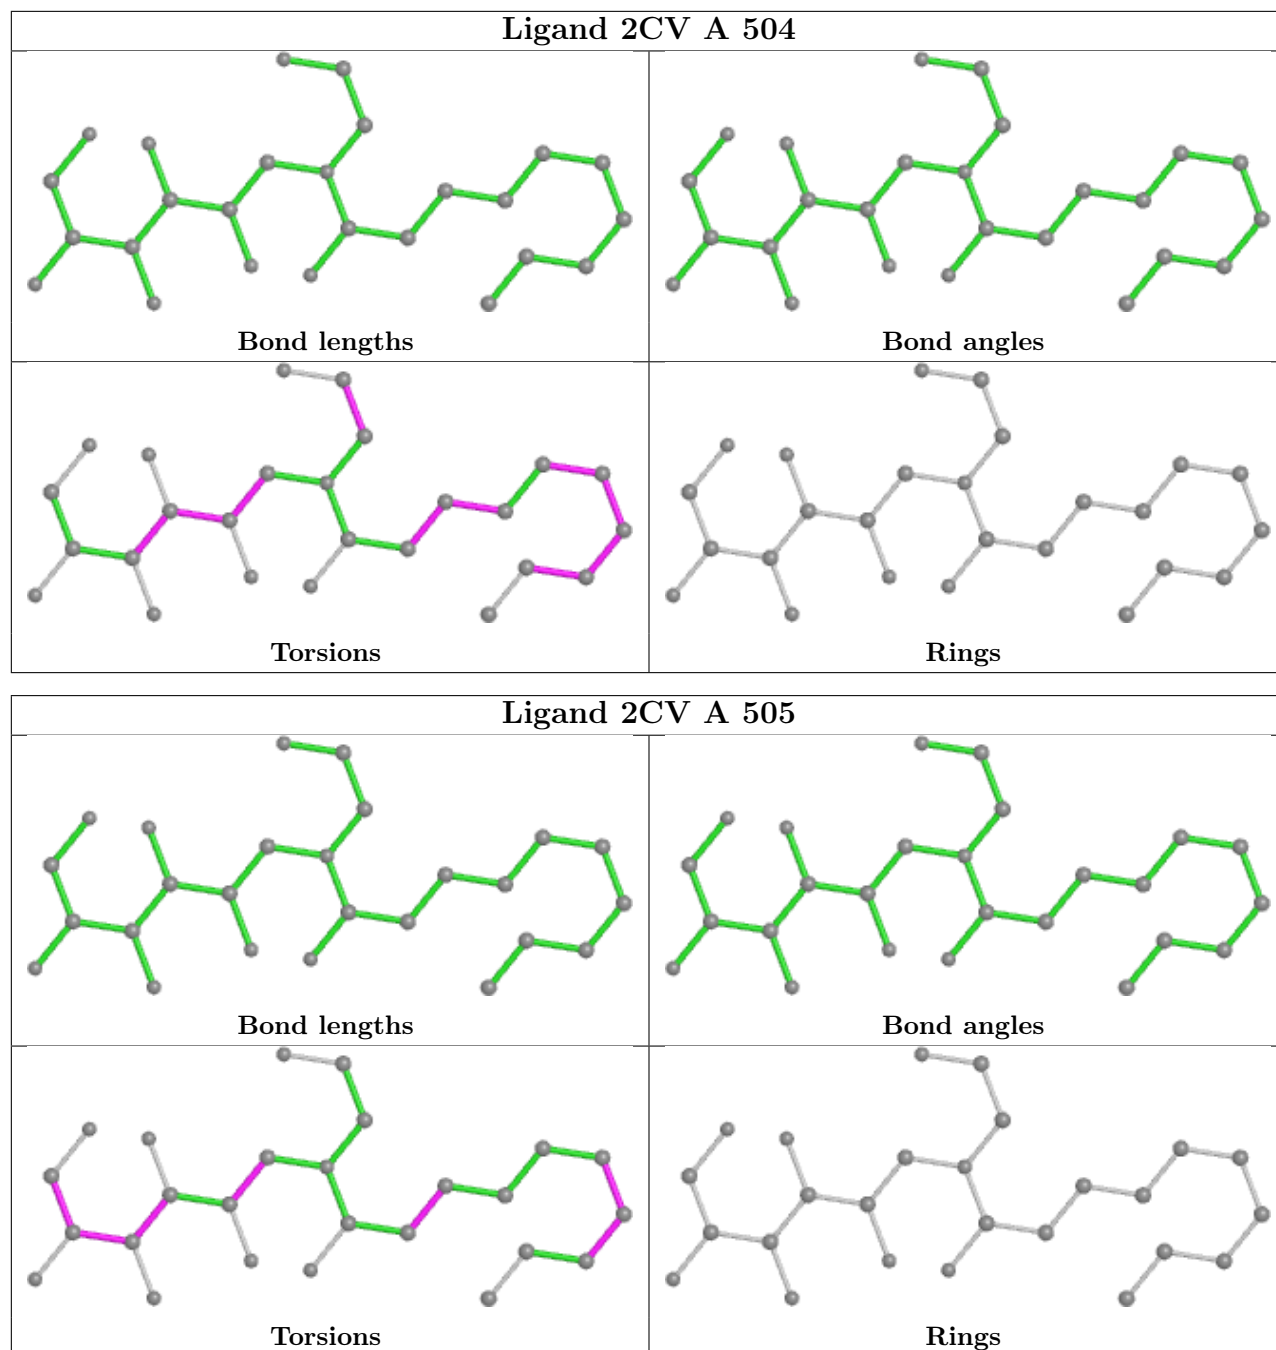 Ligand 2CV A 504
Bond lengths
Bond angles
Torsions
Rings
Ligand 2CV A 505
Bond lengths
Bond angles
Torsions
Rings